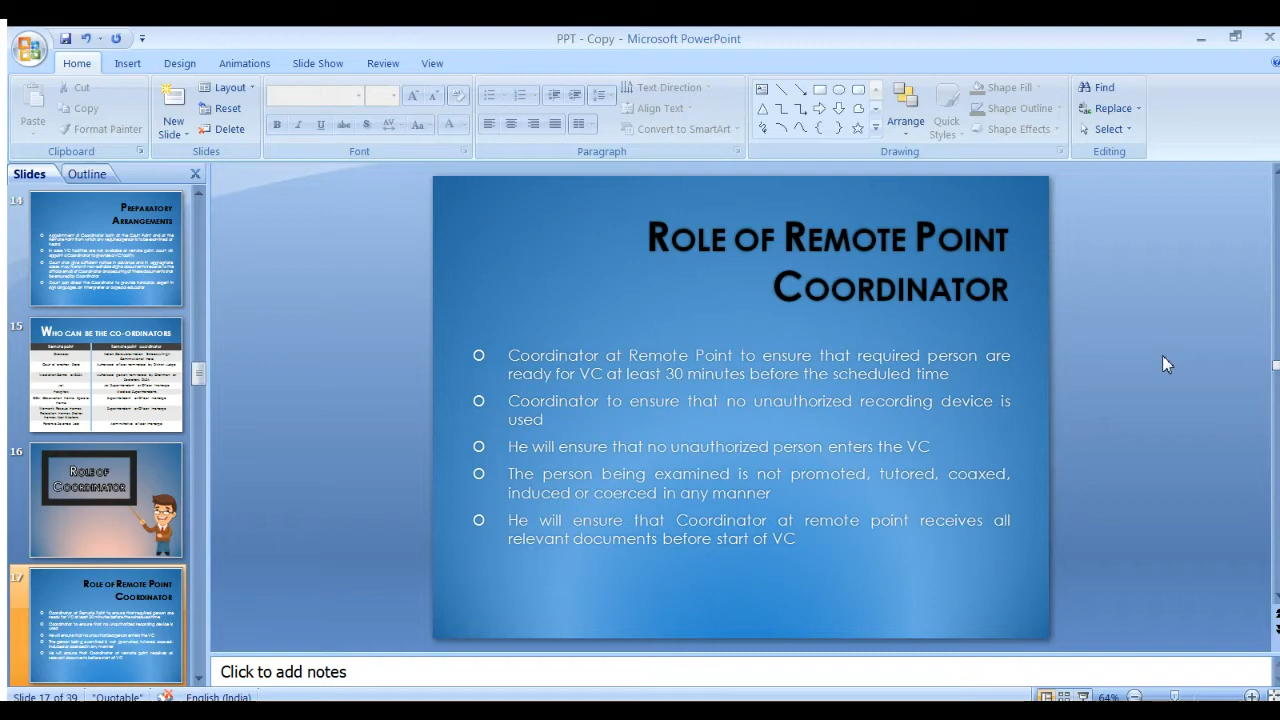 PPT - Copy - Microsoft PowerPoint
Home Insert Design Animations Slide Show Review View
Paste
Cut
Copy
Format Painter
Clipboard
New Slide
Layout
Reset
Delete
Slides
Font
Text Direction
Align Text
Convert to SmartArt
Paragraph
Arrange
Quick Styles
Shape Fill
Shape Outline
Shape Effects
Drawing
Find
Replace
Select
Editing
Slides Outline
14
PREPARATORY
ARRANGEMENTS
15
WHO CAN BE THE CO-ORDINATORS
Remote point Remote point coordinator
16
ROLE OF
COORDINATOR
17
ROLE OF REMOTE POINT
COORDINATOR
ROLE OF REMOTE POINT
COORDINATOR
Coordinator at Remote Point to ensure that required person are
ready for VC at least 30 minutes before the scheduled time
Coordinator to ensure that no unauthorized recording device is
used
He will ensure that no unauthorized person enters the VC
The person being examined is not promoted, tutored, coaxed,
induced or coerced in any manner
He will ensure that Coordinator at remote point receives all
relevant documents before start of VC
Click to add notes
Slide 17 of 39 "Quotable" English (India) 64%